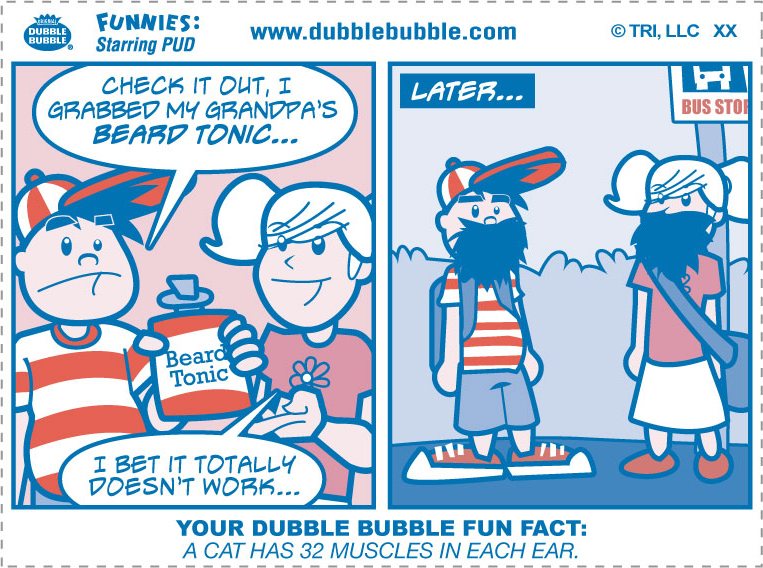 ORIGINAL
DUBBLE
BUBBLE
®
FUNNIES:
Starring PUD
www.dubblebubble.com
© TRI, LLC XX
CHECK IT OUT, I
GRABBED MY GRANDPA'S
BEARD TONIC...
Beard
Tonic
I BET IT TOTALLY
DOESN'T WORK...
LATER...
BUS STOP
YOUR DUBBLE BUBBLE FUN FACT:
A CAT HAS 32 MUSCLES IN EACH EAR.